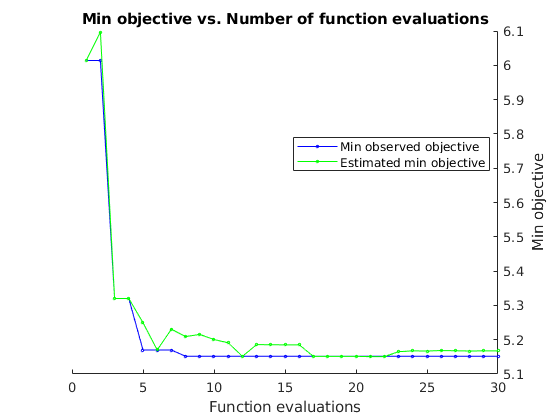 Min objective vs. Number of function evaluations
6.1
6
5.9
5.8
5.7
5.6
5.5
5.4
5.3
5.2
5.1
Min objective
Min observed objective
Estimated min objective
0 5 10 15 20 25 30
Function evaluations